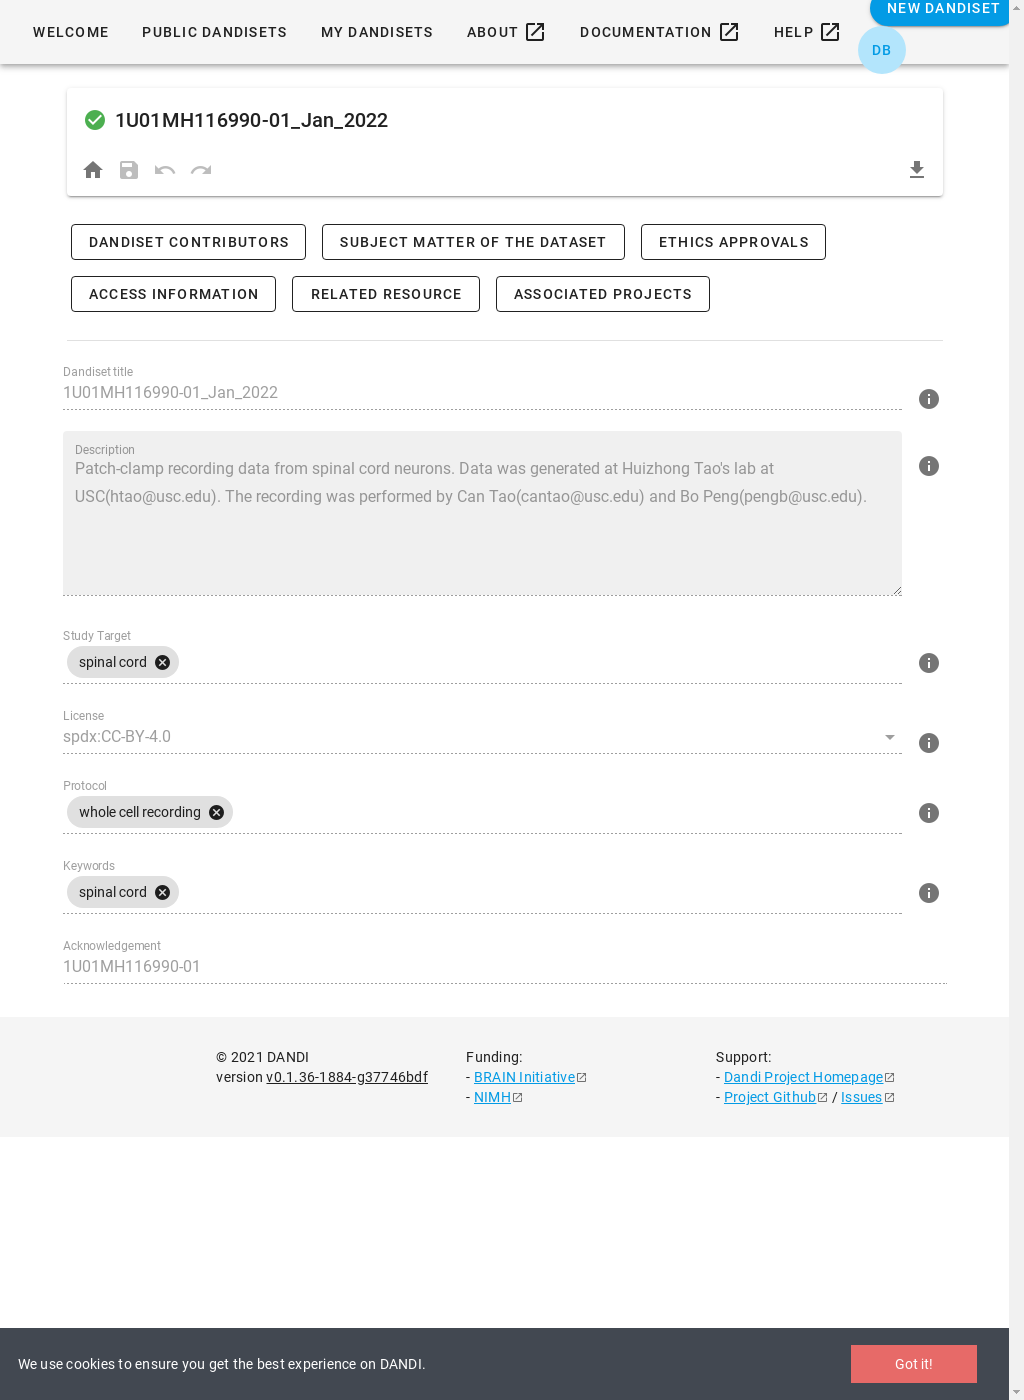 WELCOME PUBLIC DANDISETS MY DANDISETS ABOUT DOCUMENTATION HELP NEW DANDISET
DB
1U01MH116990-01_Jan_2022
DANDISET CONTRIBUTORS SUBJECT MATTER OF THE DATASET ETHICS APPROVALS
ACCESS INFORMATION RELATED RESOURCE ASSOCIATED PROJECTS
Dandiset title
1U01MH116990-01_Jan_2022
Description
Patch-clamp recording data from spinal cord neurons. Data was generated at Huizhong Tao's lab at
USC(htao@usc.edu). The recording was performed by Can Tao(cantao@usc.edu) and Bo Peng(pengb@usc.edu).
Study Target
spinal cord
License
spdx:CC-BY-4.0
Protocol
whole cell recording
Keywords
spinal cord
Acknowledgement
1U01MH116990-01
© 2021 DANDI
version v0.1.36-1884-g37746bdf
Funding:
- BRAIN Initiative
- NIMH
Support:
- Dandi Project Homepage
- Project Github / Issues
We use cookies to ensure you get the best experience on DANDI.
Got it!